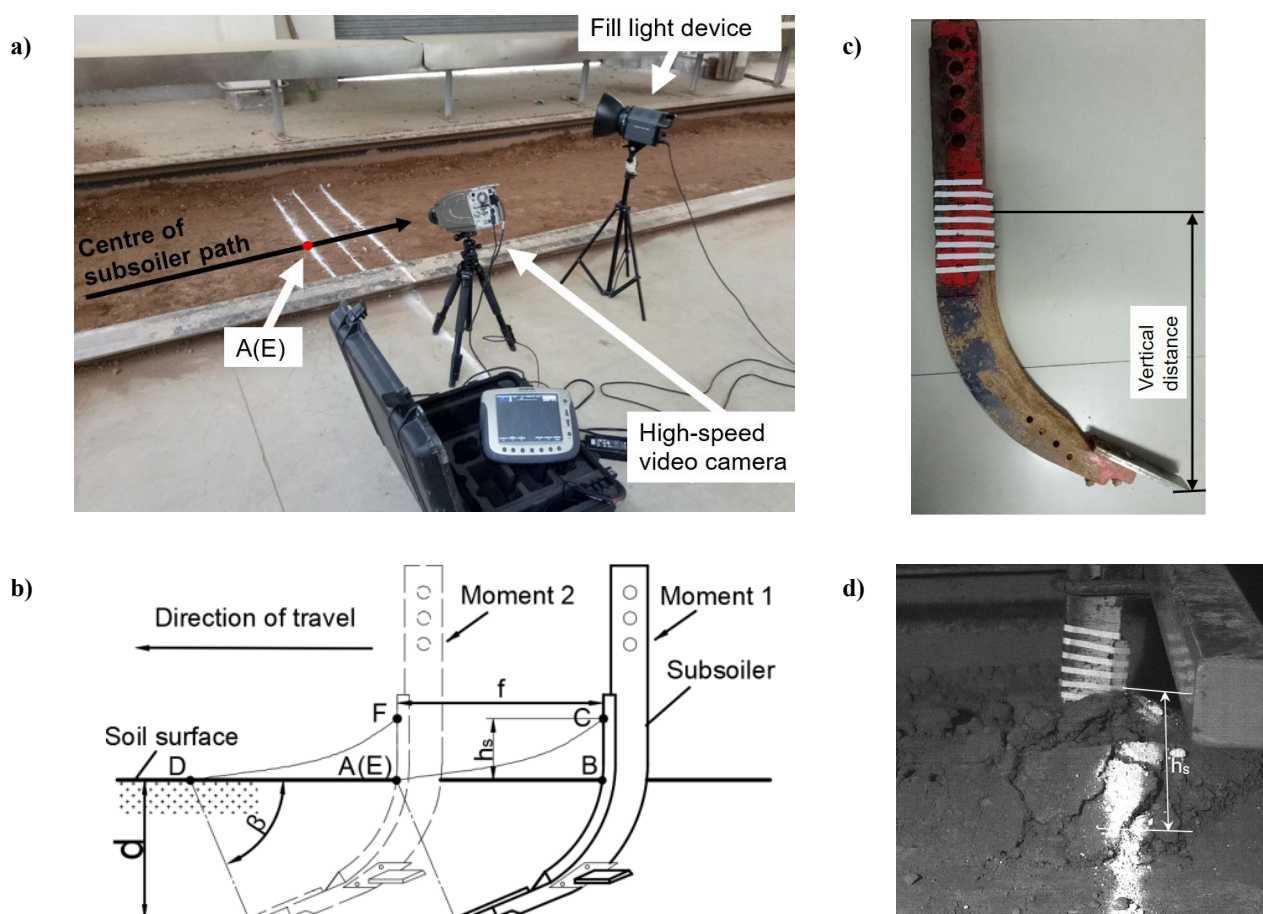 a)
Fill light device
Centre of
subsoiler path
A(E)
High-speed
video camera
c)
Vertical
distance
b)
Direction of travel
Moment 2
Moment 1
Subsoiler
f
F
C
hs
Soil surface
D
A(E)
B
β
d
d)
hs